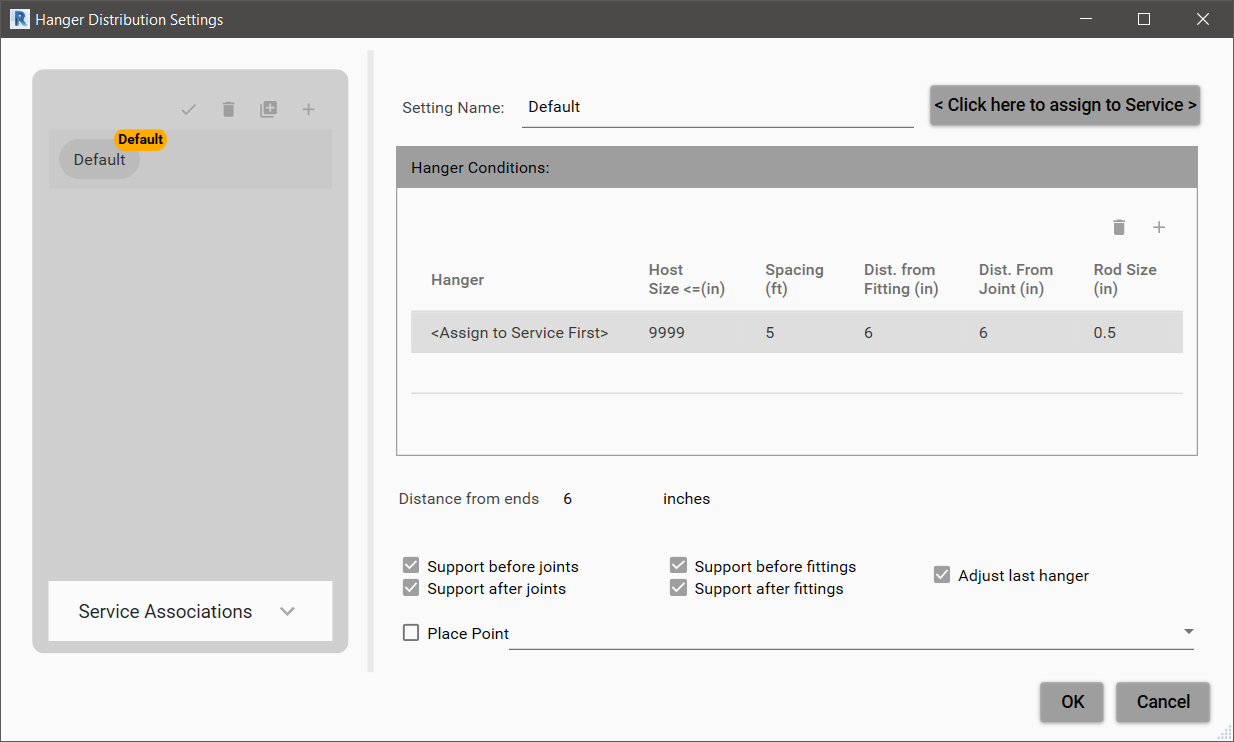 Hanger Distribution Settings
Default
Default
Service Associations
Setting Name: Default
< Click here to assign to Service >
Hanger Conditions:
Hanger
Host
Size <=(in)
Spacing
(ft)
Dist. from
Fitting (in)
Dist. From
Joint (in)
Rod Size
(in)
<Assign to Service First> 9999 5 6 6 0.5
Distance from ends 6 inches
Support before joints
Support after joints
Support before fittings
Support after fittings
Adjust last hanger
Place Point
OK
Cancel